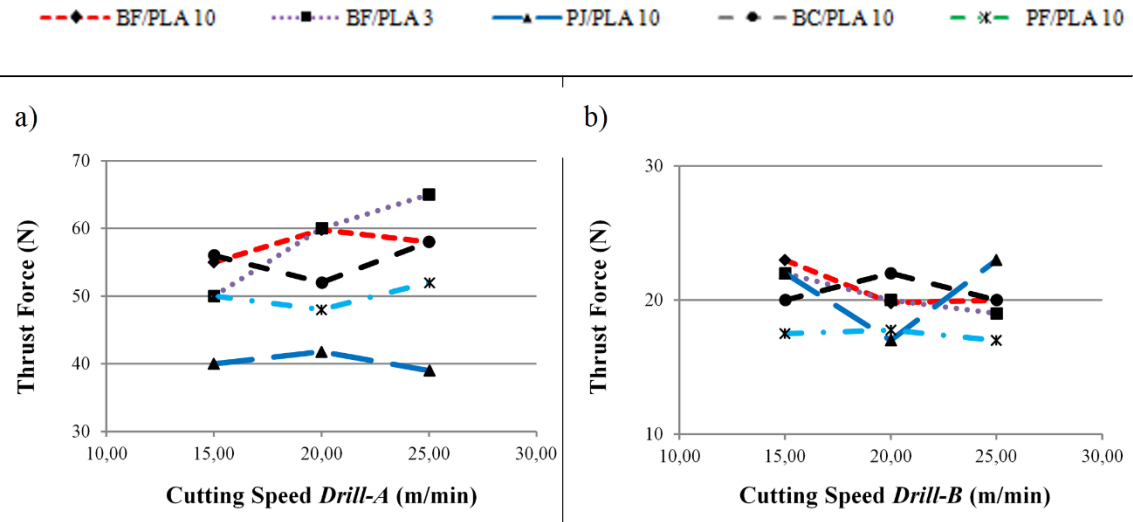 BF/PLA 10 BF/PLA 3 PJ/PLA 10 BC/PLA 10 PF/PLA 10
a)
70
60
50
40
30
10,00 15,00 20,00 25,00 30,00
Thrust Force (N)
Cutting Speed Drill-A (m/min)
b)
30
20
10
10,00 15,00 20,00 25,00 30,00
Thrust Force (N)
Cutting Speed Drill-B (m/min)